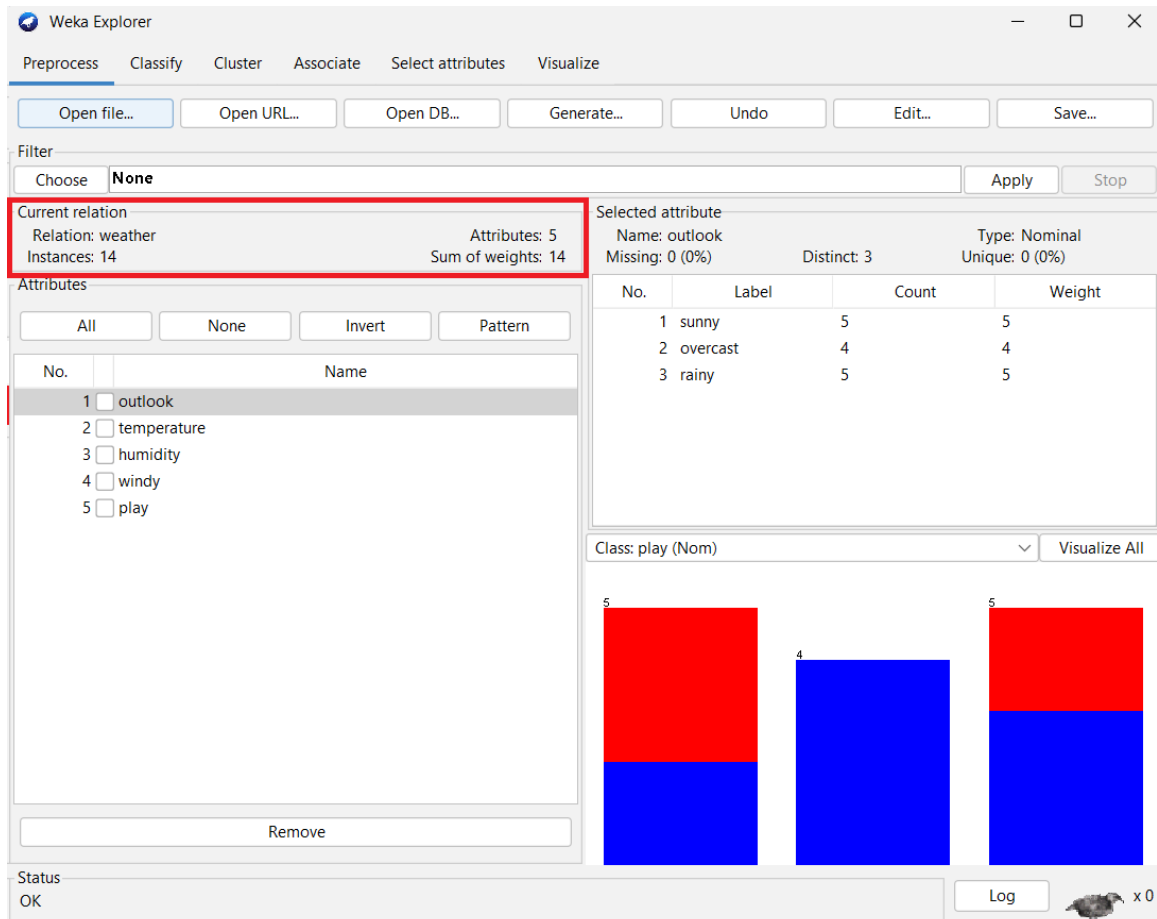 Weka Explorer
Preprocess Classify Cluster Associate Select attributes Visualize
Open file... Open URL... Open DB... Generate... Undo Edit... Save...
Filter
Choose None Apply Stop
Current relation
Relation: weather Attributes: 5
Instances: 14 Sum of weights: 14
Attributes
All None Invert Pattern
No. Name
1 outlook
2 temperature
3 humidity
4 windy
5 play
Remove
Selected attribute
Name: outlook Type: Nominal
Missing: 0 (0%) Distinct: 3 Unique: 0 (0%)
No. Label Count Weight
1 sunny 5 5
2 overcast 4 4
3 rainy 5 5
Class: play (Nom) Visualize All
5 4 5
Status
OK Log x 0